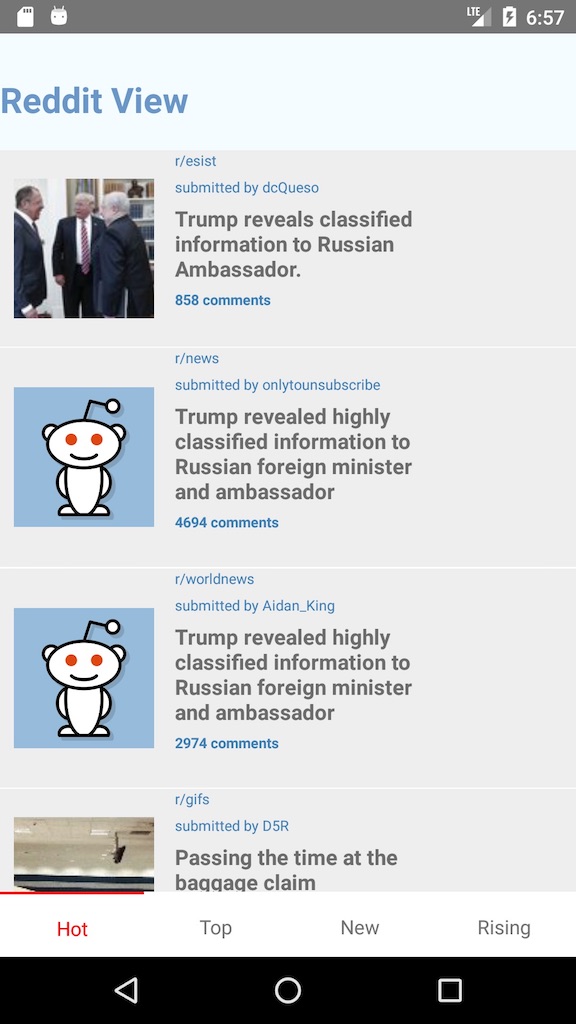 LTE 6:57
Reddit View
r/esist
submitted by dcQueso
Trump reveals classified
information to Russian
Ambassador.
858 comments
r/news
submitted by onlytounsubscribe
Trump revealed highly
classified information to
Russian foreign minister
and ambassador
4694 comments
r/worldnews
submitted by Aidan_King
Trump revealed highly
classified information to
Russian foreign minister
and ambassador
2974 comments
r/gifs
submitted by D5R
Passing the time at the
baggage claim
Hot Top New Rising